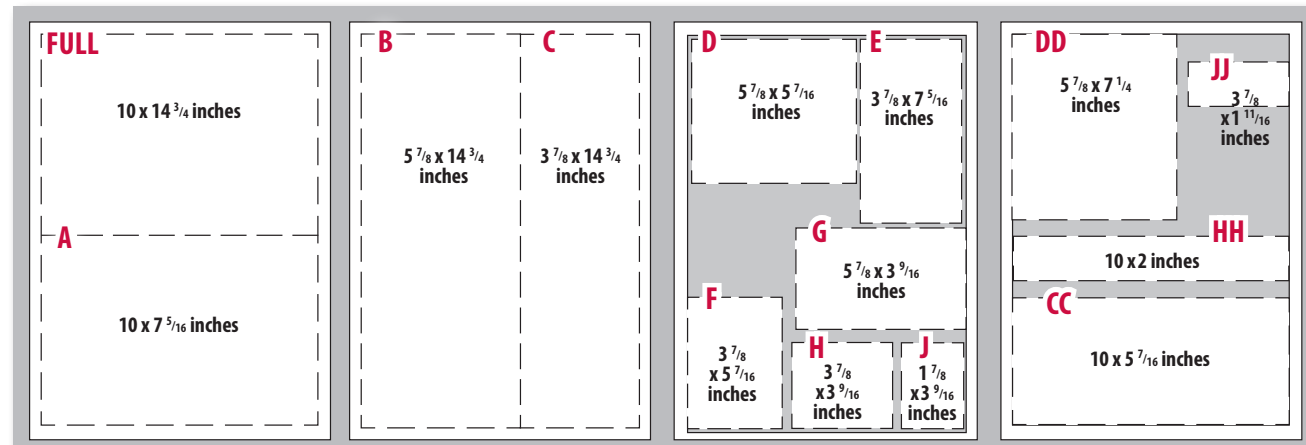 FULL
10 x 14 3/4 inches
A
10 x 7 5/16 inches
B
5 7/8 x 14 3/4
inches
C
3 7/8 x 14 3/4
inches
D
5 7/8 x 5 7/16
inches
E
3 7/8 x 7 5/16
inches
G
5 7/8 x 3 9/16
inches
F
3 7/8
x 5 7/16
inches
H
3 7/8
x3 9/16
inches
J
1 7/8
x3 9/16
inches
DD
5 7/8 x 7 1/4
inches
JJ
3 7/8
x1 11/16
inches
HH
10 x 2 inches
CC
10 x 5 7/16 inches